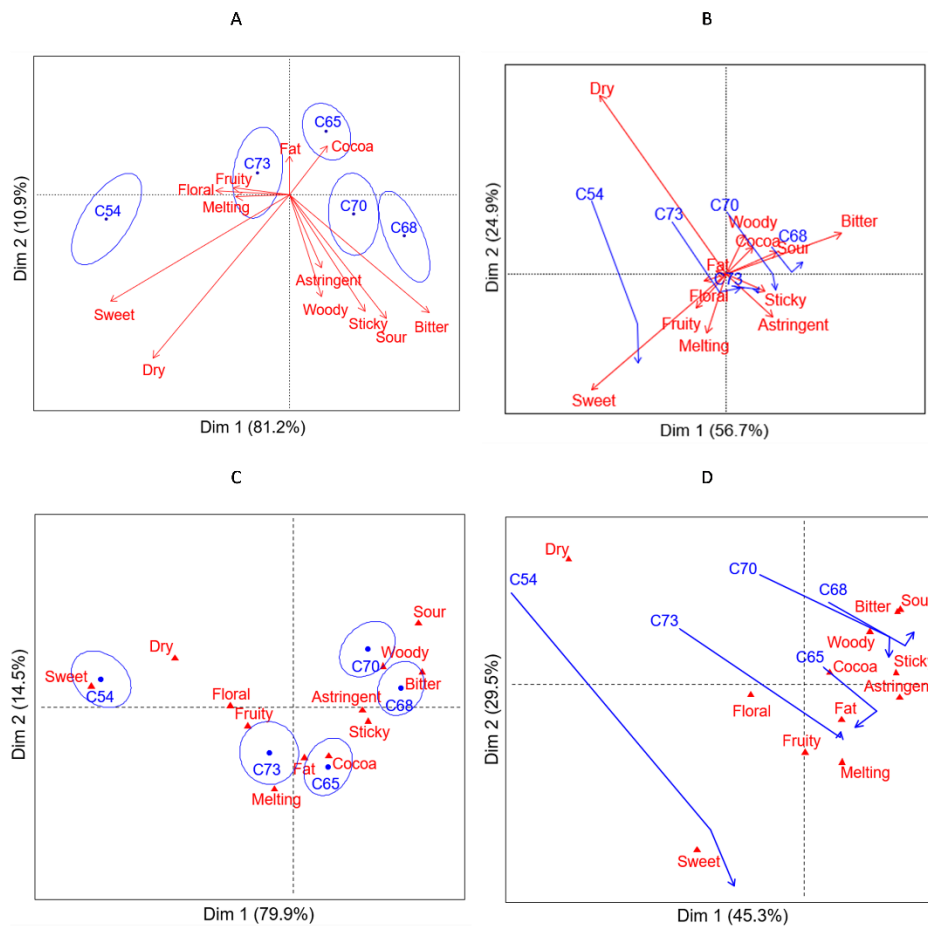 A
C65
Fat
Cocoa
C73
Fruity
Floral
Melting
C54
C70
C68
Astringent
Sweet
Woody
Sticky
Bitter
Sour
Dry
Dim 2 (10.9%)
Dim 1 (81.2%)
B
Dry
C54
C73
C70
Woody
Bitter
Cocoa
C68
Sour
Fat
C73
Floral
Sticky
Fruity
Astringent
Melting
Sweet
Dim 2 (24.9%)
Dim 1 (56.7%)
C
Sour
Dry
Woody
C70
Sweet
Bitter
C54
Floral
Astringent
C68
Fruity
Sticky
C73
Fat
Cocoa
C65
Melting
Dim 2 (14.5%)
Dim 1 (79.9%)
D
Dry
C54
C70
C68
Bitter
Sour
C73
Woody
C65
Cocoa
Sticky
Astringent
Floral
Fat
Fruity
Melting
Sweet
Dim 2 (29.5%)
Dim 1 (45.3%)